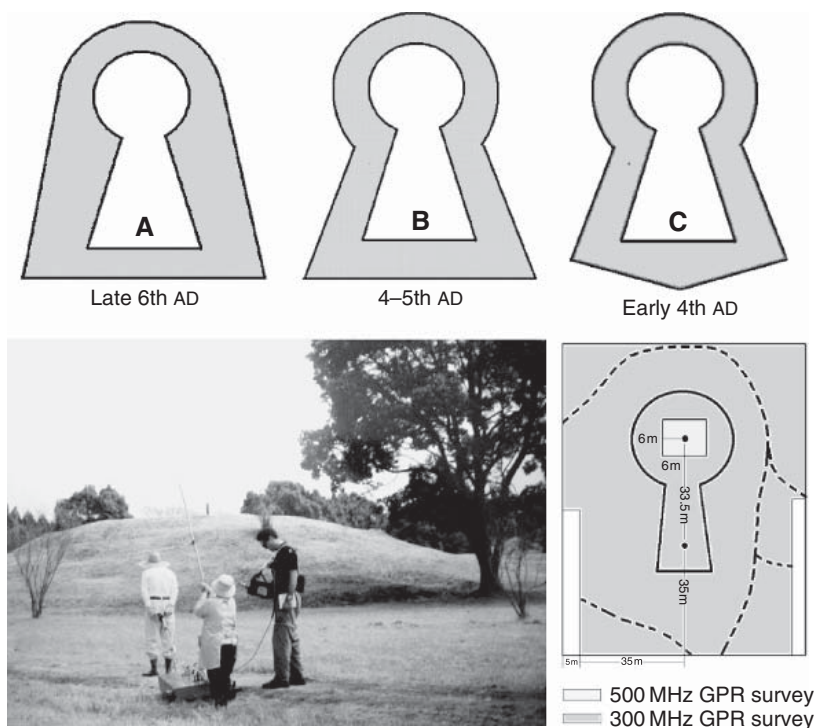 A
B
C
Late 6th AD
4–5th AD
Early 4th AD
6m
6m
33.5m
35m
5m
35m
500 MHz GPR survey
300 MHz GPR survey